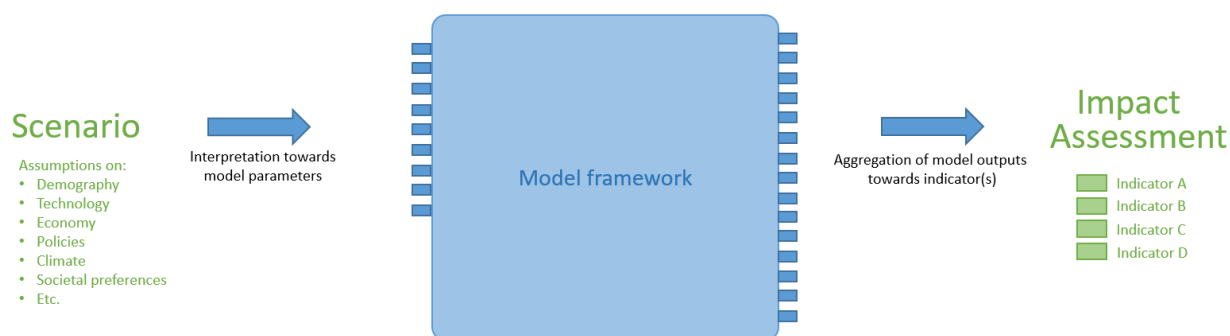 Scenario
Assumptions on:
• Demography
• Technology
• Economy
• Policies
• Climate
• Societal preferences
• Etc.
Interpretation towards
model parameters
Model framework
Aggregation of model outputs
towards indicator(s)
Impact
Assessment
Indicator A
Indicator B
Indicator C
Indicator D